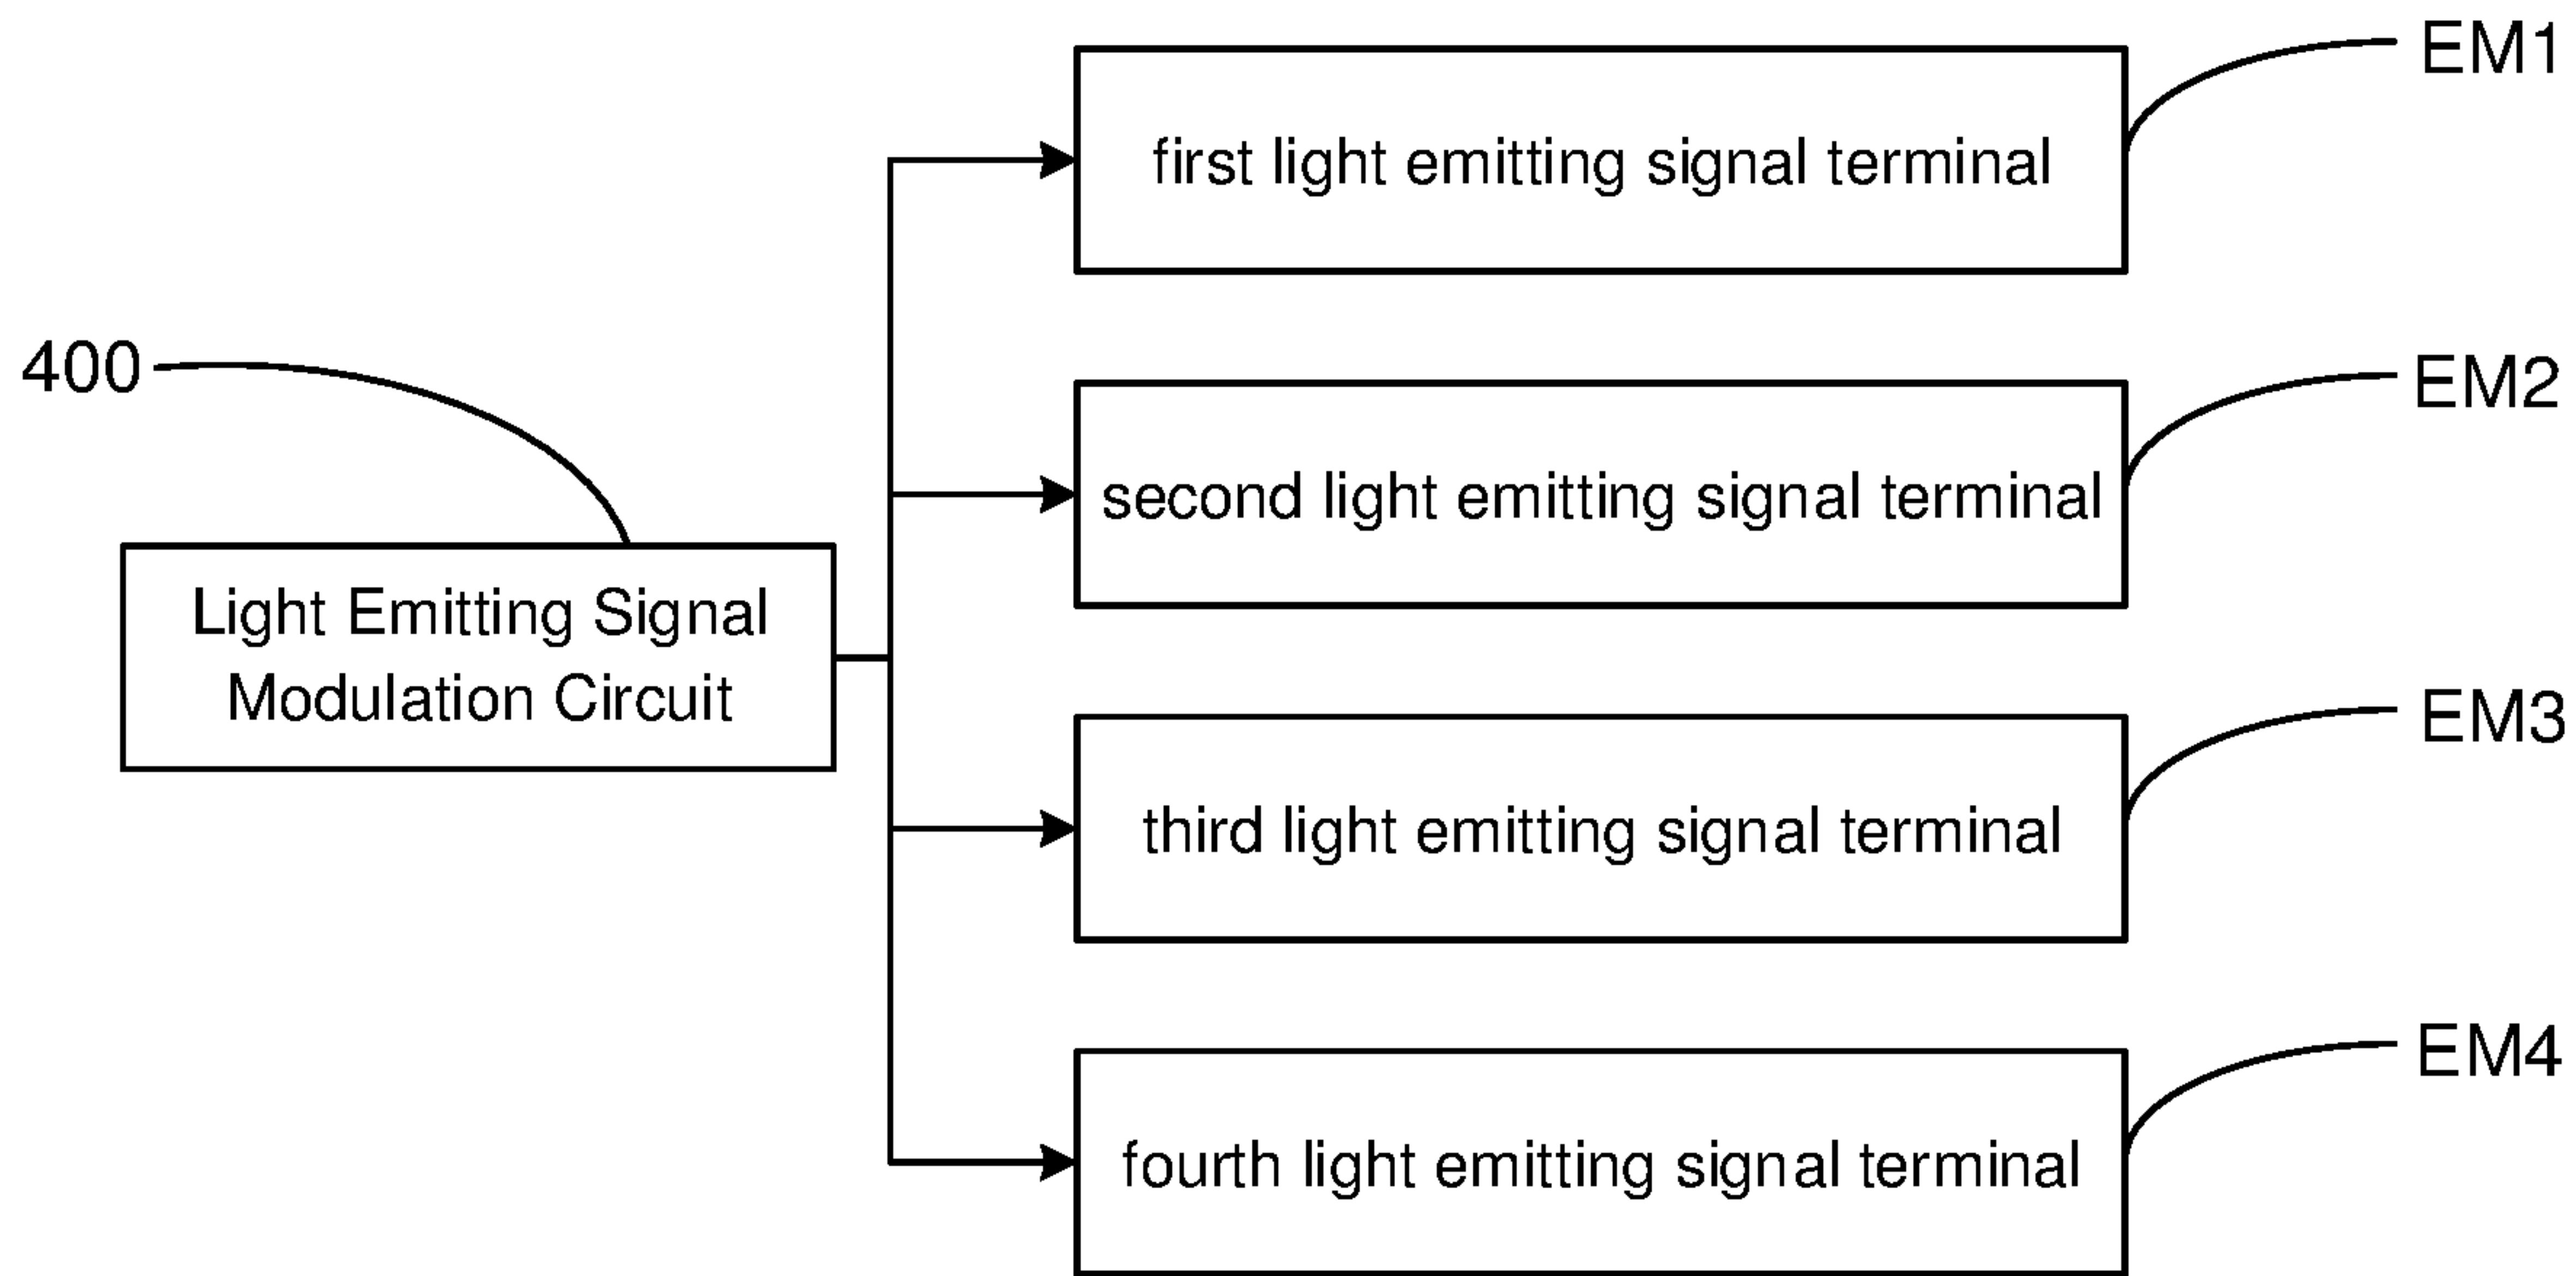 EM1
first light emitting signal terminal
400
EM2
second light emitting signal terminal
Light Emitting Signal
Modulation Circuit
EM3
third light emitting signal terminal
EM4
fourth light emitting signal terminal